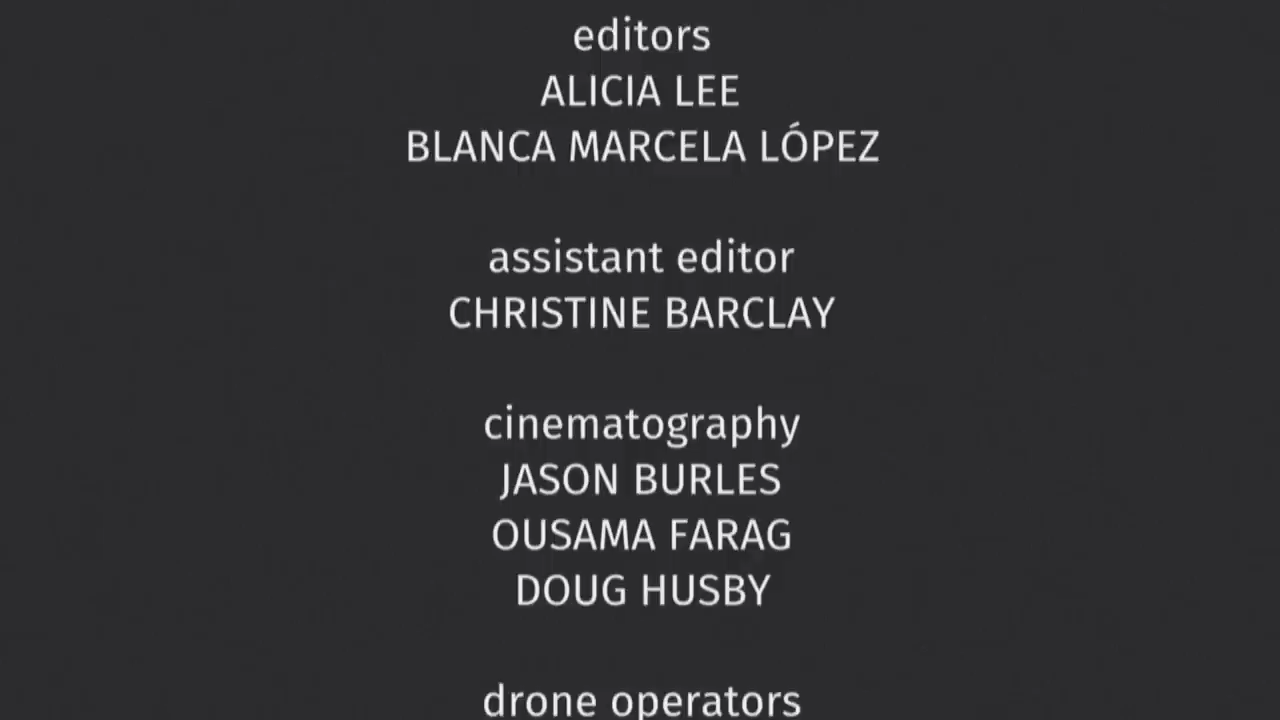 editors
ALICIA LEE
BLANCA MARCELA LÓPEZ
assistant editor
CHRISTINE BARCLAY
cinematography
JASON BURLES
OUSAMA FARAG
DOUG HUSBY
drone operators